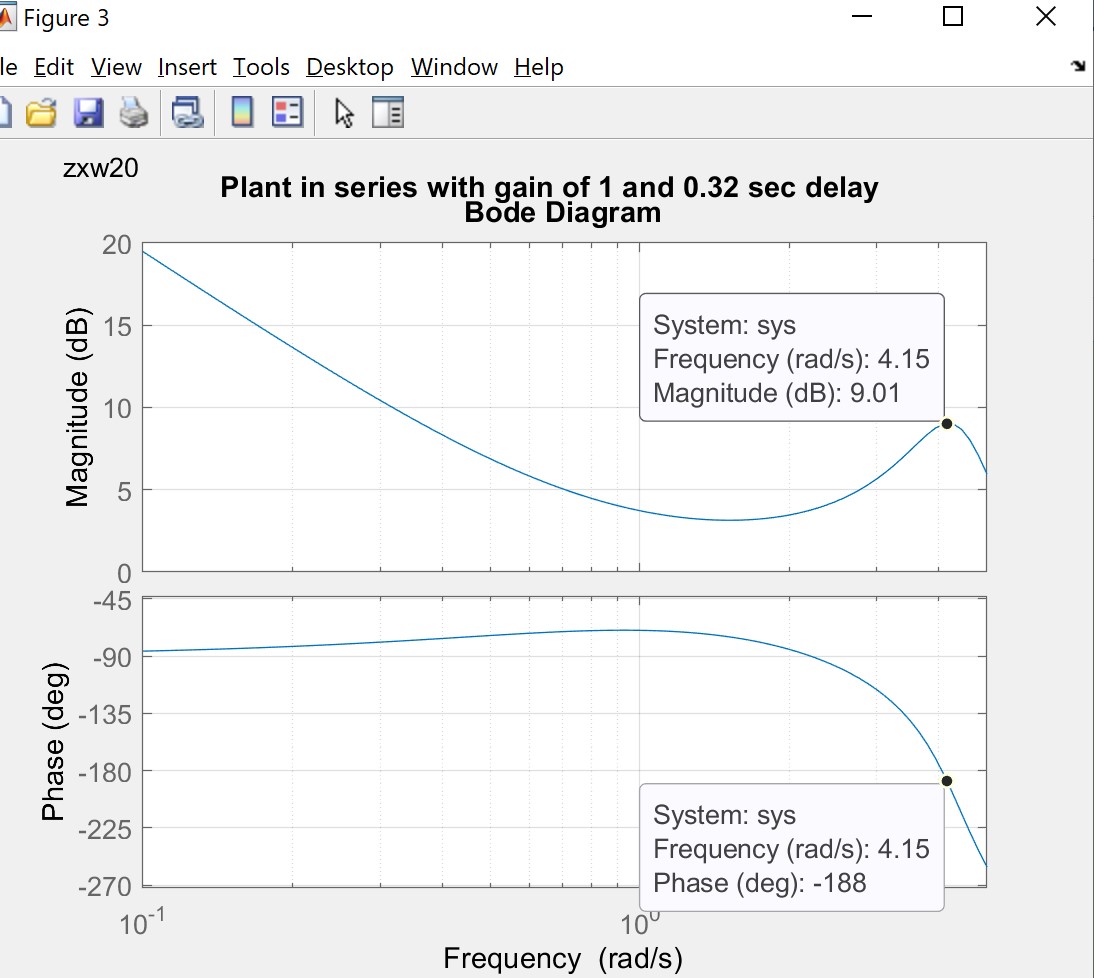 Figure 3
le Edit View Insert Tools Desktop Window Help
zxw20
Plant in series with gain of 1 and 0.32 sec delay
Bode Diagram
20
15
10
5
0
Magnitude (dB)
System: sys
Frequency (rad/s): 4.15
Magnitude (dB): 9.01
-45
-90
-135
-180
-225
-270
Phase (deg)
System: sys
Frequency (rad/s): 4.15
Phase (deg): -188
10⁻¹ 10⁰
Frequency (rad/s)